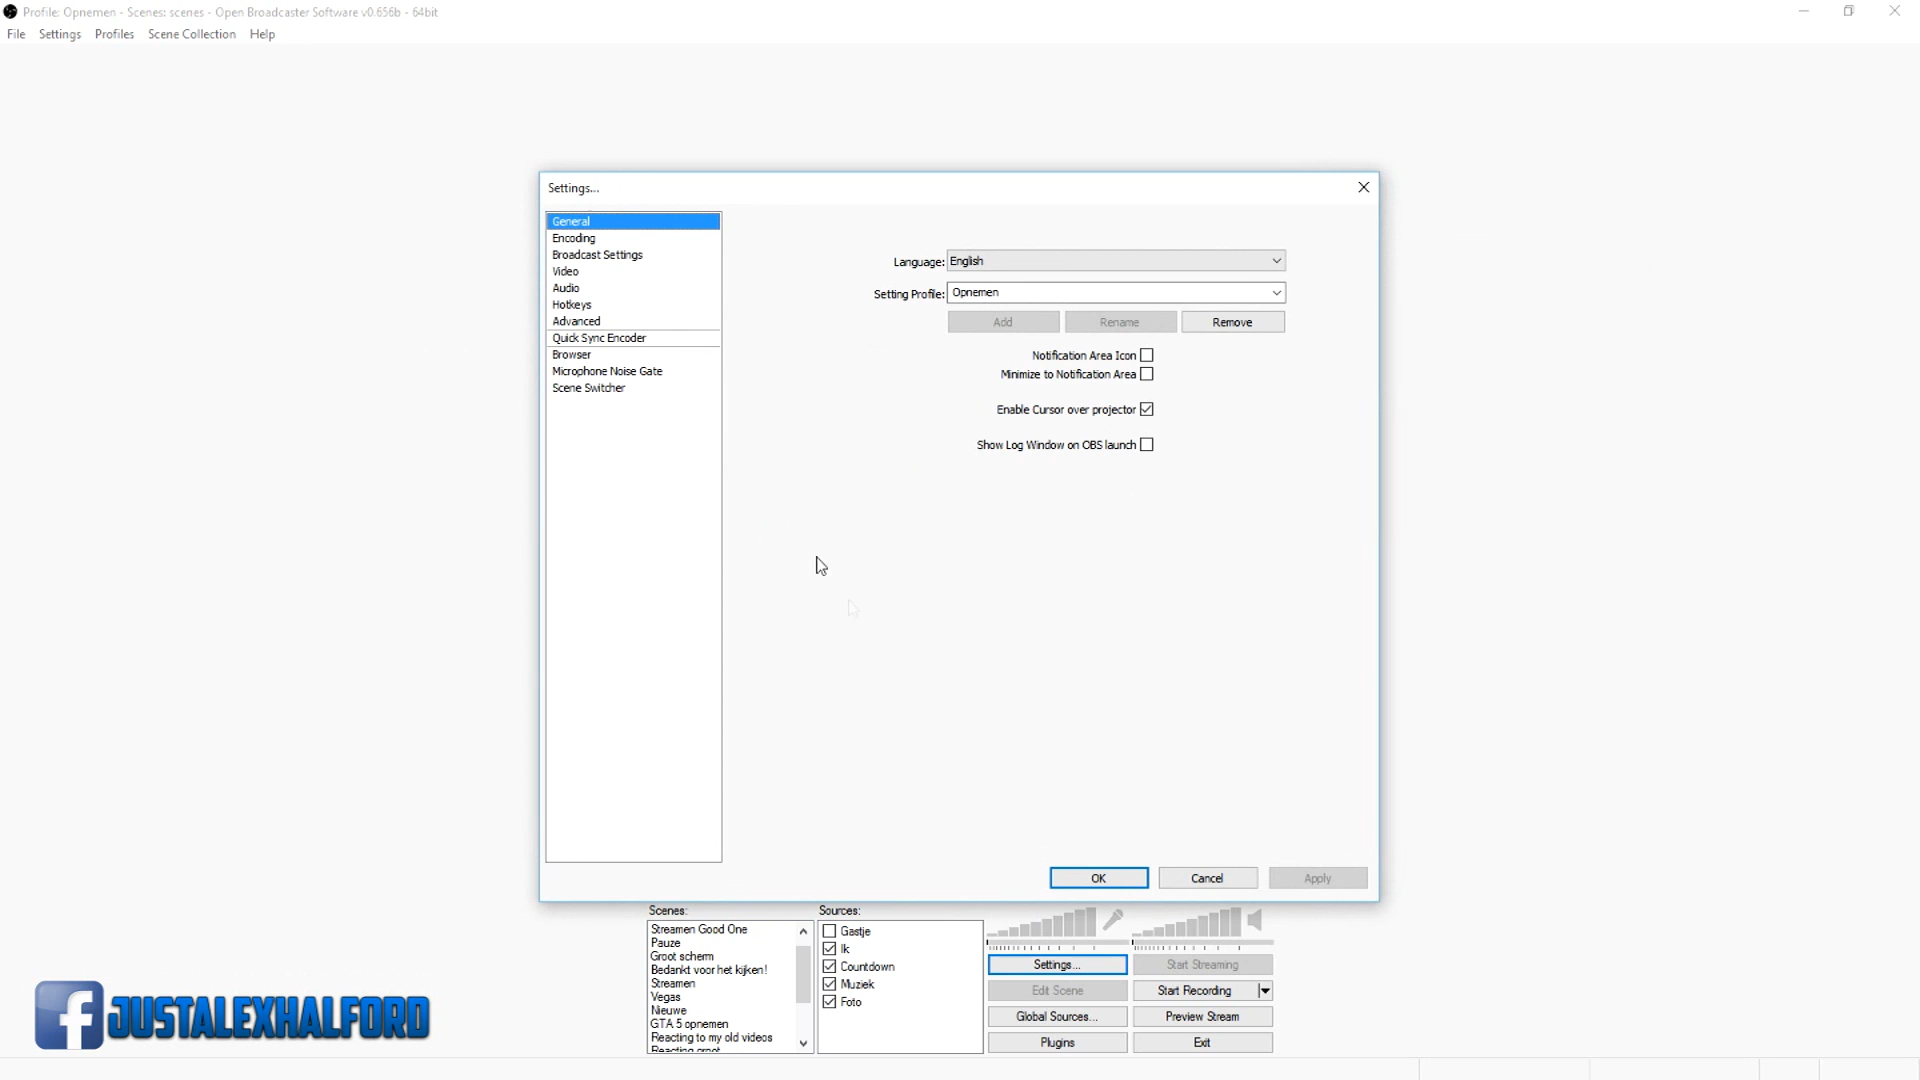 Profile: Opnemen - Scenes: scenes - Open Broadcaster Software v0.656b - 64bit
File Settings Profiles Scene Collection Help
Settings...
General
Encoding
Broadcast Settings
Video
Audio
Hotkeys
Advanced
Quick Sync Encoder
Browser
Microphone Noise Gate
Scene Switcher
Language: English
Setting Profile: Opnemen
Add Rename Remove
Notification Area Icon
Minimize to Notification Area
Enable Cursor over projector
Show Log Window on OBS launch
OK Cancel Apply
Scenes:
Streamen Good One
Pauze
Groot scherm
Bedankt voor het kijken!
Streamen
Vegas
Nieuwe
GTA 5 opnemen
Reacting to my old videos
Reacting groot
Sources:
Gastje
Ik
Countdown
Muziek
Foto
Settings... Start Streaming
Edit Scene Start Recording
Global Sources... Preview Stream
Plugins Exit
f JUSTALEXHALFORD